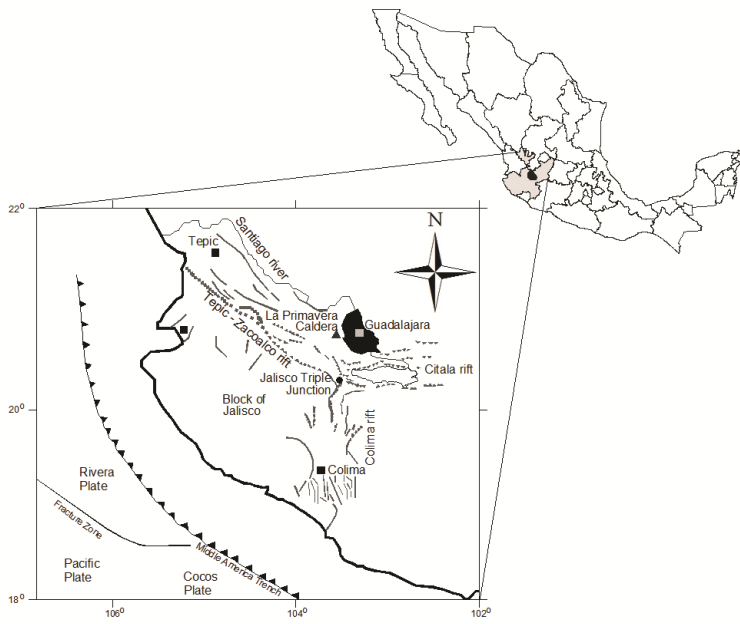 22°
N
Santiago river
Tepic
La Primavera
Caldera
Guadalajara
Tepic - Zacoalco rift
Citala rift
Jalisco Triple
Junction
Block of
Jalisco
20°
Colima rift
Colima
Rivera
Plate
Fracture Zone
Middle America Trench
Pacific
Plate
Cocos
Plate
18°
106°
104°
102°